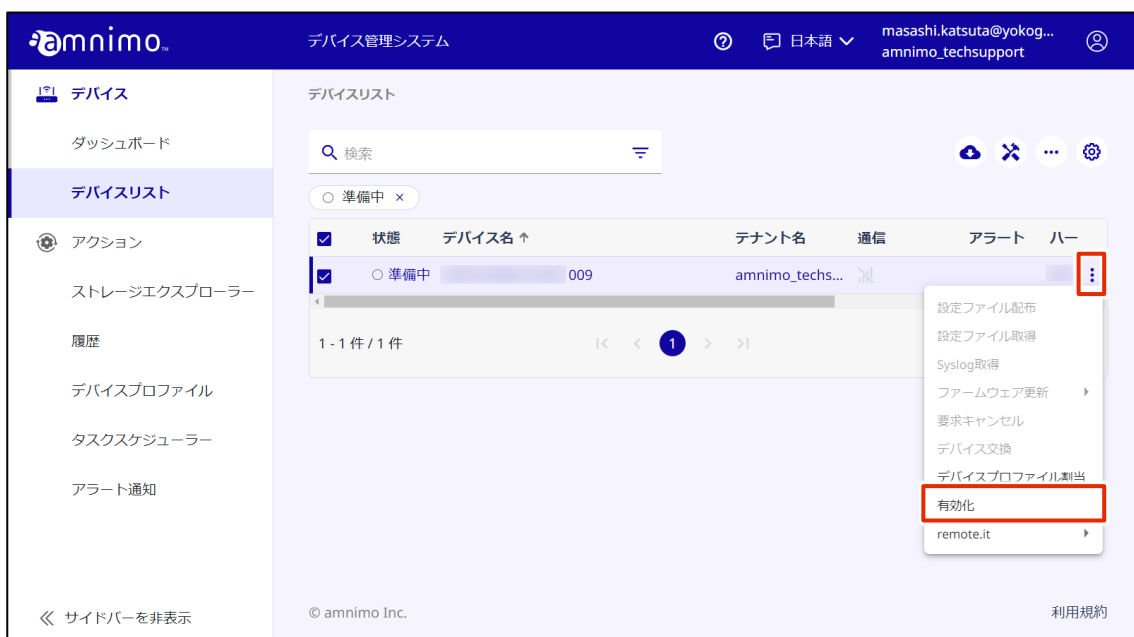 amnimo™
デバイス管理システム
日本語
masashi.katsuta@yokog...
amnimo_techsupport
デバイス
ダッシュボード
デバイスリスト
アクション
ストレージエクスプローラー
履歴
デバイスプロファイル
タスクスケジューラー
アラート通知
サイドバーを非表示
デバイスリスト
検索
準備中 ×
状態 デバイス名 ↑ テナント名 通信 アラート ハー
準備中 009 amnimo_techs...
1 - 1 件 / 1 件 1
設定ファイル配布
設定ファイル取得
Syslog取得
ファームウェア更新
要求キャンセル
デバイス交換
デバイスプロファイル割当
有効化
remote.it
© amnimo Inc. 利用規約